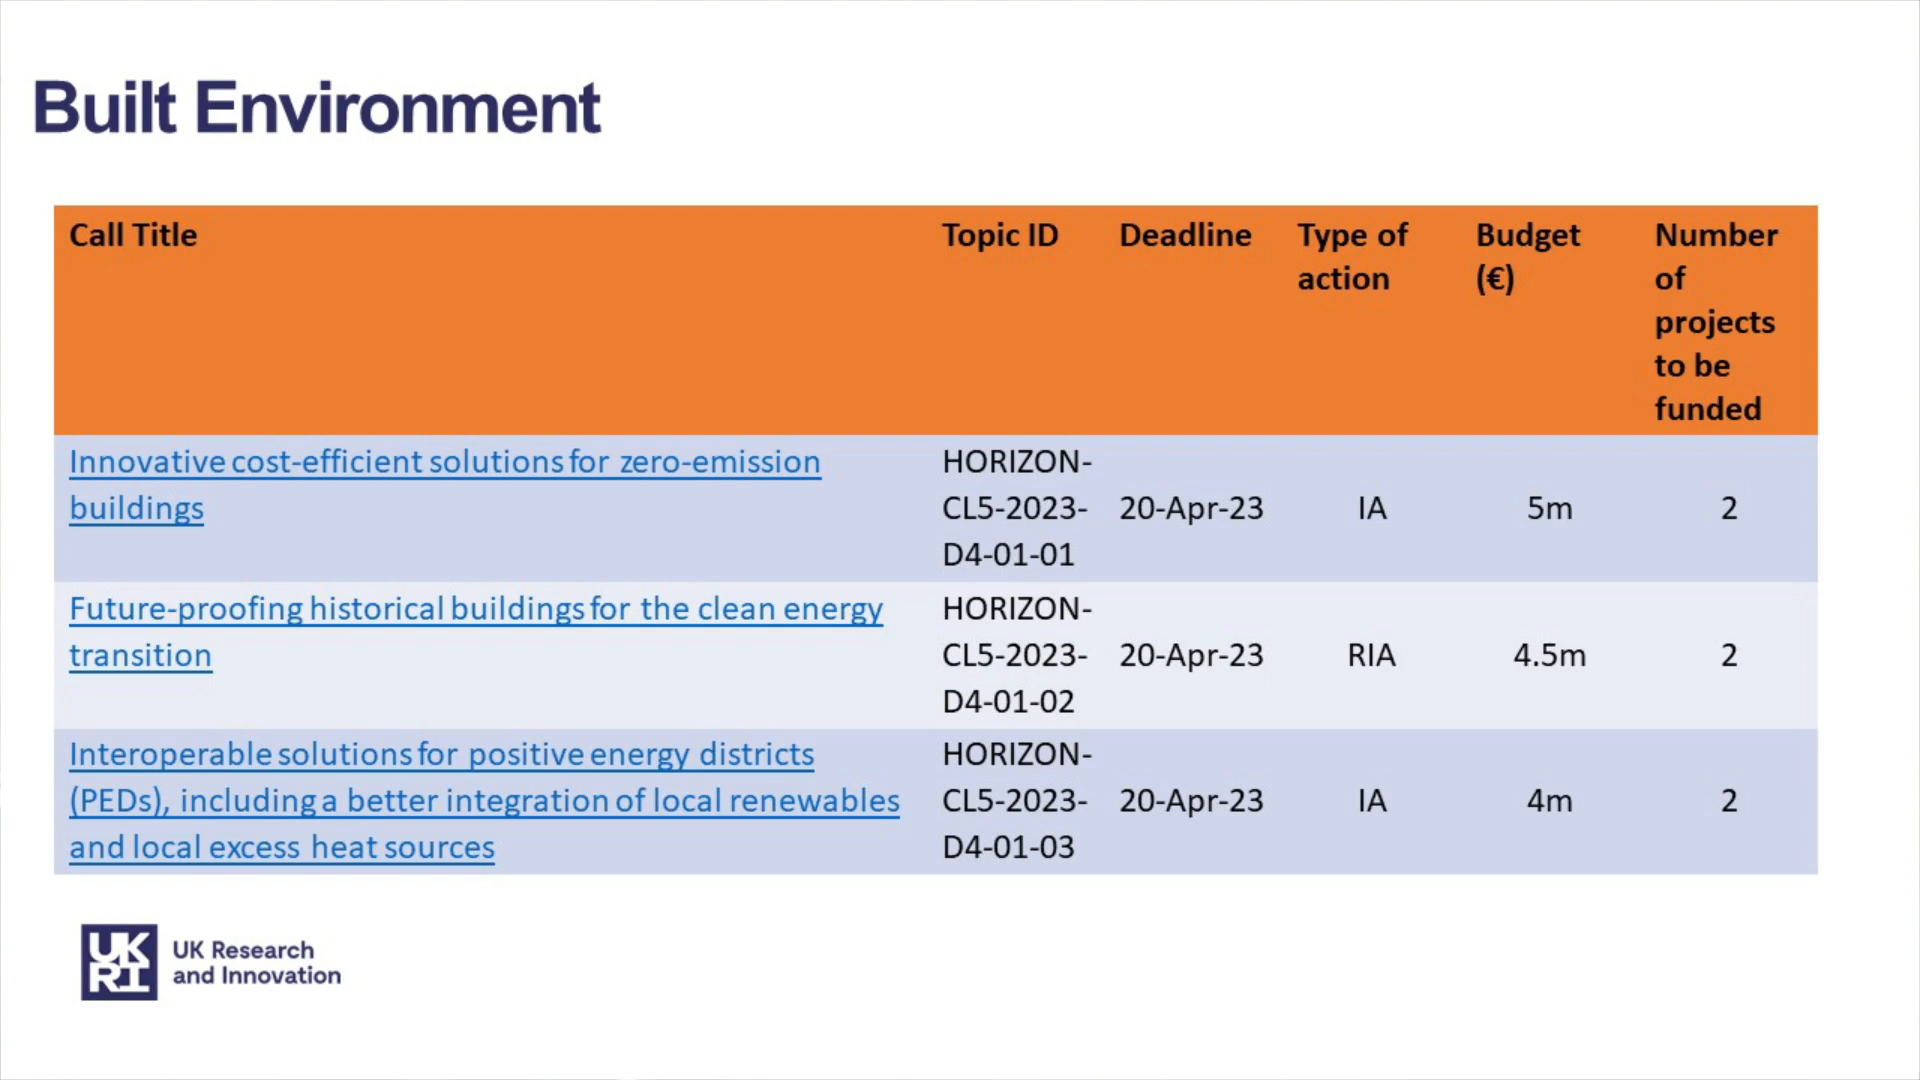 Built Environment
Call Title
Topic ID
Deadline
Type of
action
Budget
(€)
Number
of
projects
to be
funded
Innovative cost-efficient solutions for zero-emission
buildings
HORIZON-
CL5-2023-
D4-01-01
20-Apr-23
IA
5m
2
Future-proofing historical buildings for the clean energy
transition
HORIZON-
CL5-2023-
D4-01-02
20-Apr-23
RIA
4.5m
2
Interoperable solutions for positive energy districts
(PEDs), including a better integration of local renewables
and local excess heat sources
HORIZON-
CL5-2023-
D4-01-03
20-Apr-23
IA
4m
2
UK
RI
UK Research
and Innovation